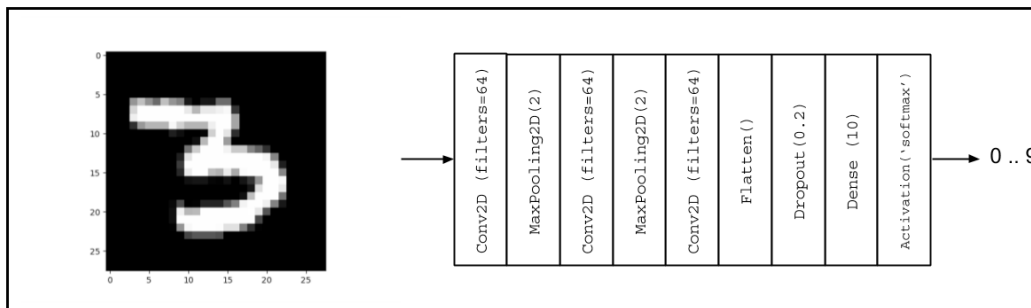 0
5
10
15
20
25
0
5
10
15
20
25
Conv2D (filters=64)
MaxPooling2D(2)
Conv2D (filters=64)
MaxPooling2D(2)
Conv2D (filters=64)
Flatten()
Dropout(0.2)
Dense (10)
Activation('softmax')
0 .. 9